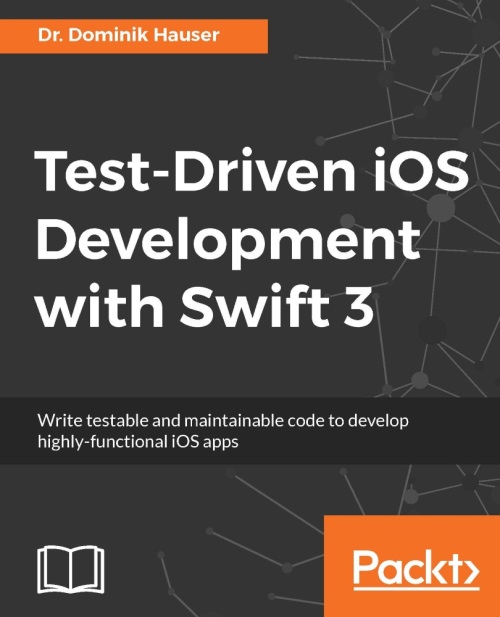 Dr. Dominik Hauser
Test-Driven iOS
Development
with Swift 3
Write testable and maintainable code to develop
highly-functional iOS apps
Packt>